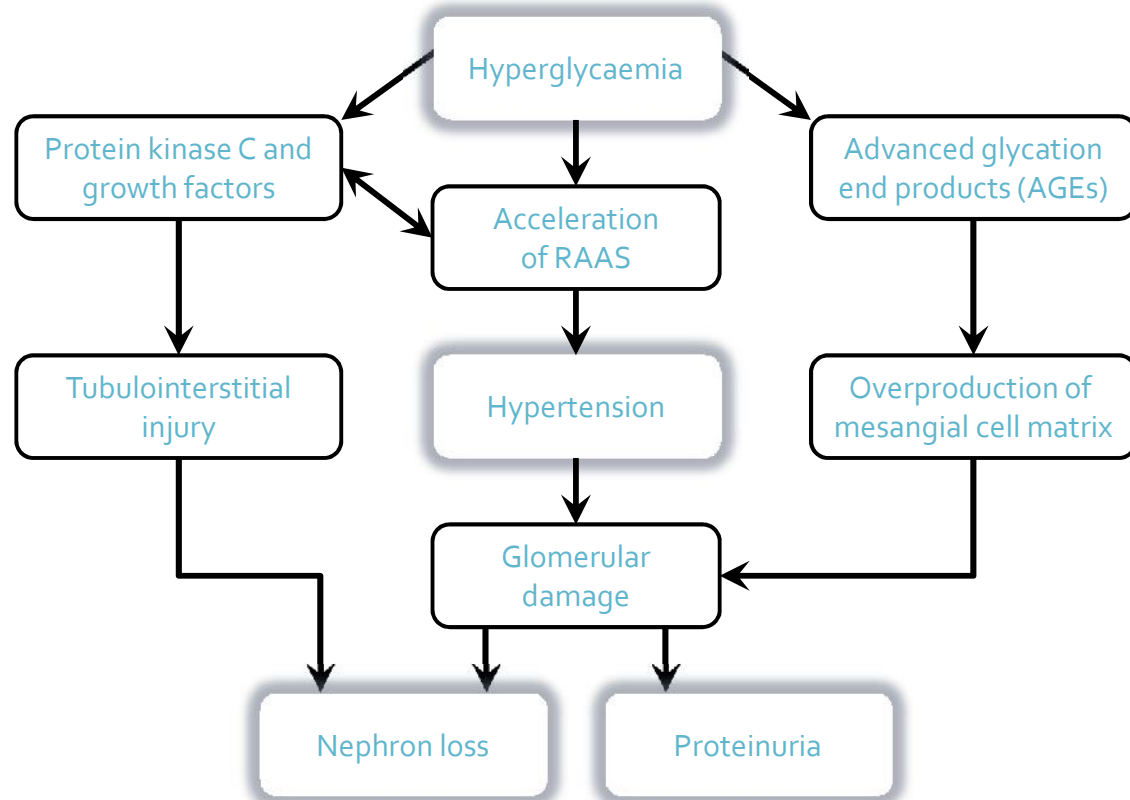 Hyperglycaemia
Protein kinase C and
growth factors
Advanced glycation
end products (AGEs)
Acceleration
of RAAS
Tubulointerstitial
injury
Hypertension
Overproduction of
mesangial cell matrix
Glomerular
damage
Nephron loss
Proteinuria